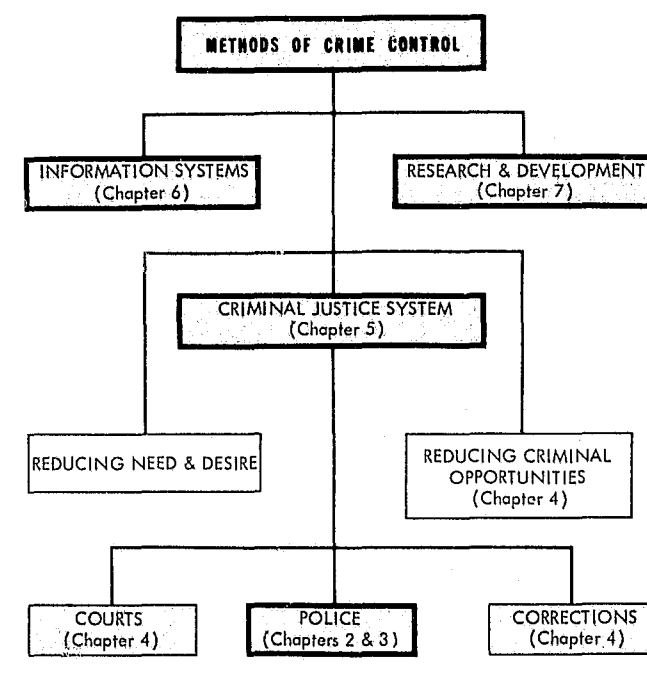 METHODS OF CRIME CONTROL
INFORMATION SYSTEMS
(Chapter 6)
RESEARCH & DEVELOPMENT
(Chapter 7)
CRIMINAL JUSTICE SYSTEM
(Chapter 5)
REDUCING NEED & DESIRE
REDUCING CRIMINAL
OPPORTUNITIES
(Chapter 4)
COURTS
(Chapter 4)
POLICE
(Chapters 2 & 3)
CORRECTIONS
(Chapter 4)